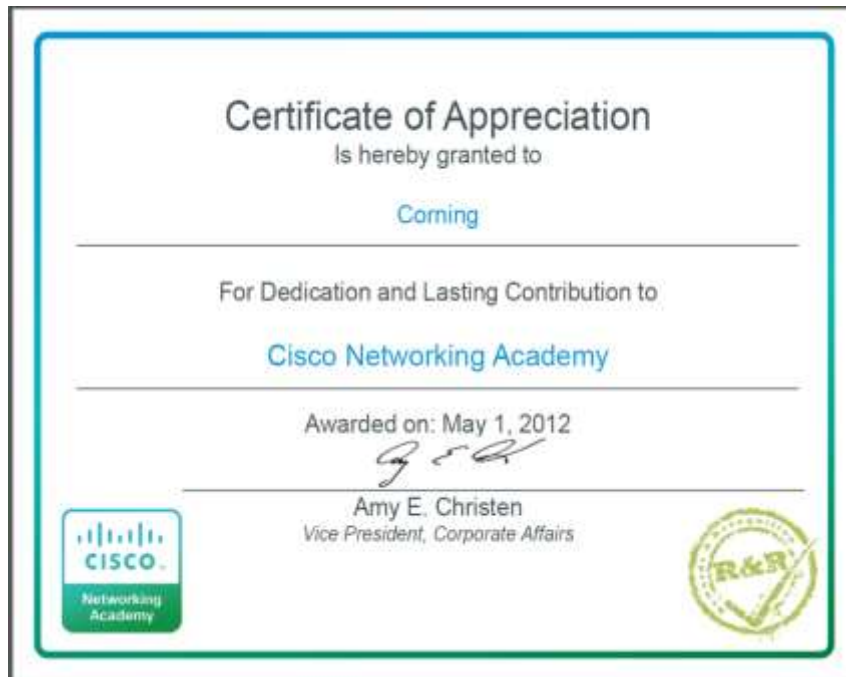 Certificate of Appreciation
Is hereby granted to
Corning
For Dedication and Lasting Contribution to
Cisco Networking Academy
Awarded on: May 1, 2012
Amy E. Christen
Vice President, Corporate Affairs
CISCO
Networking
Academy
R&R